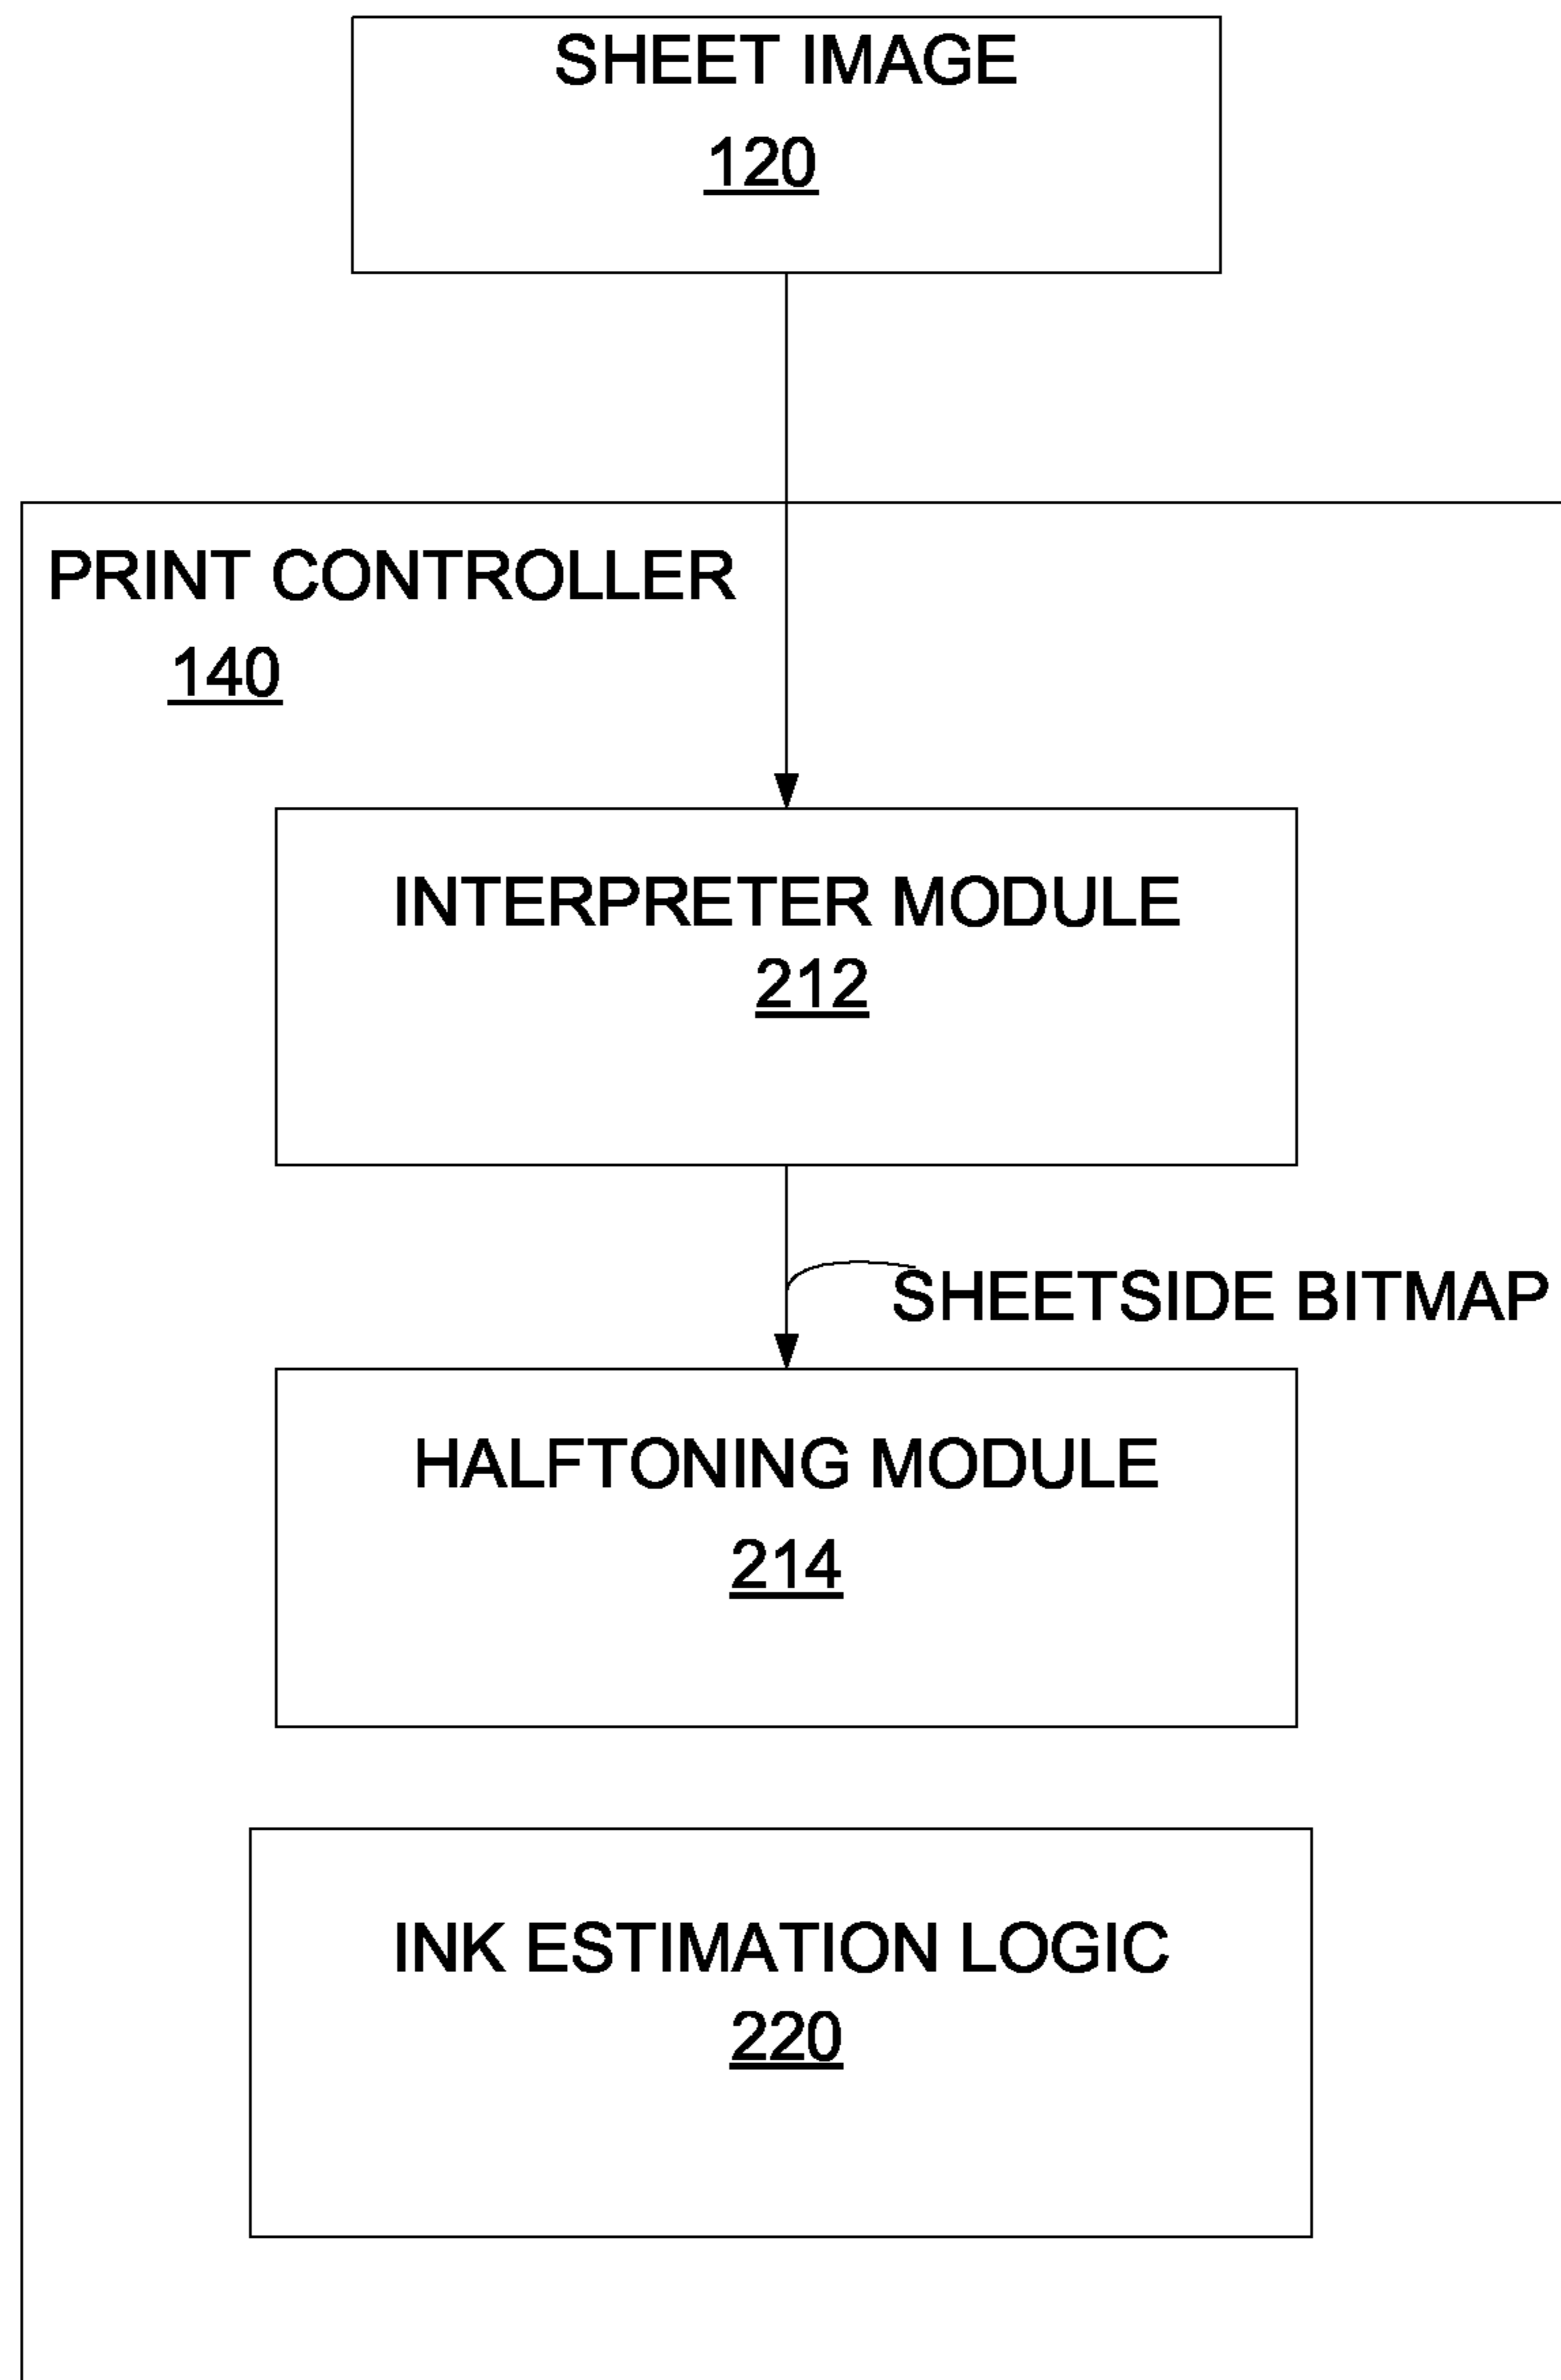 SHEET IMAGE
120
PRINT CONTROLLER
140
INTERPRETER MODULE
212
SHEETSIDE BITMAP
HALFTONING MODULE
214
INK ESTIMATION LOGIC
220